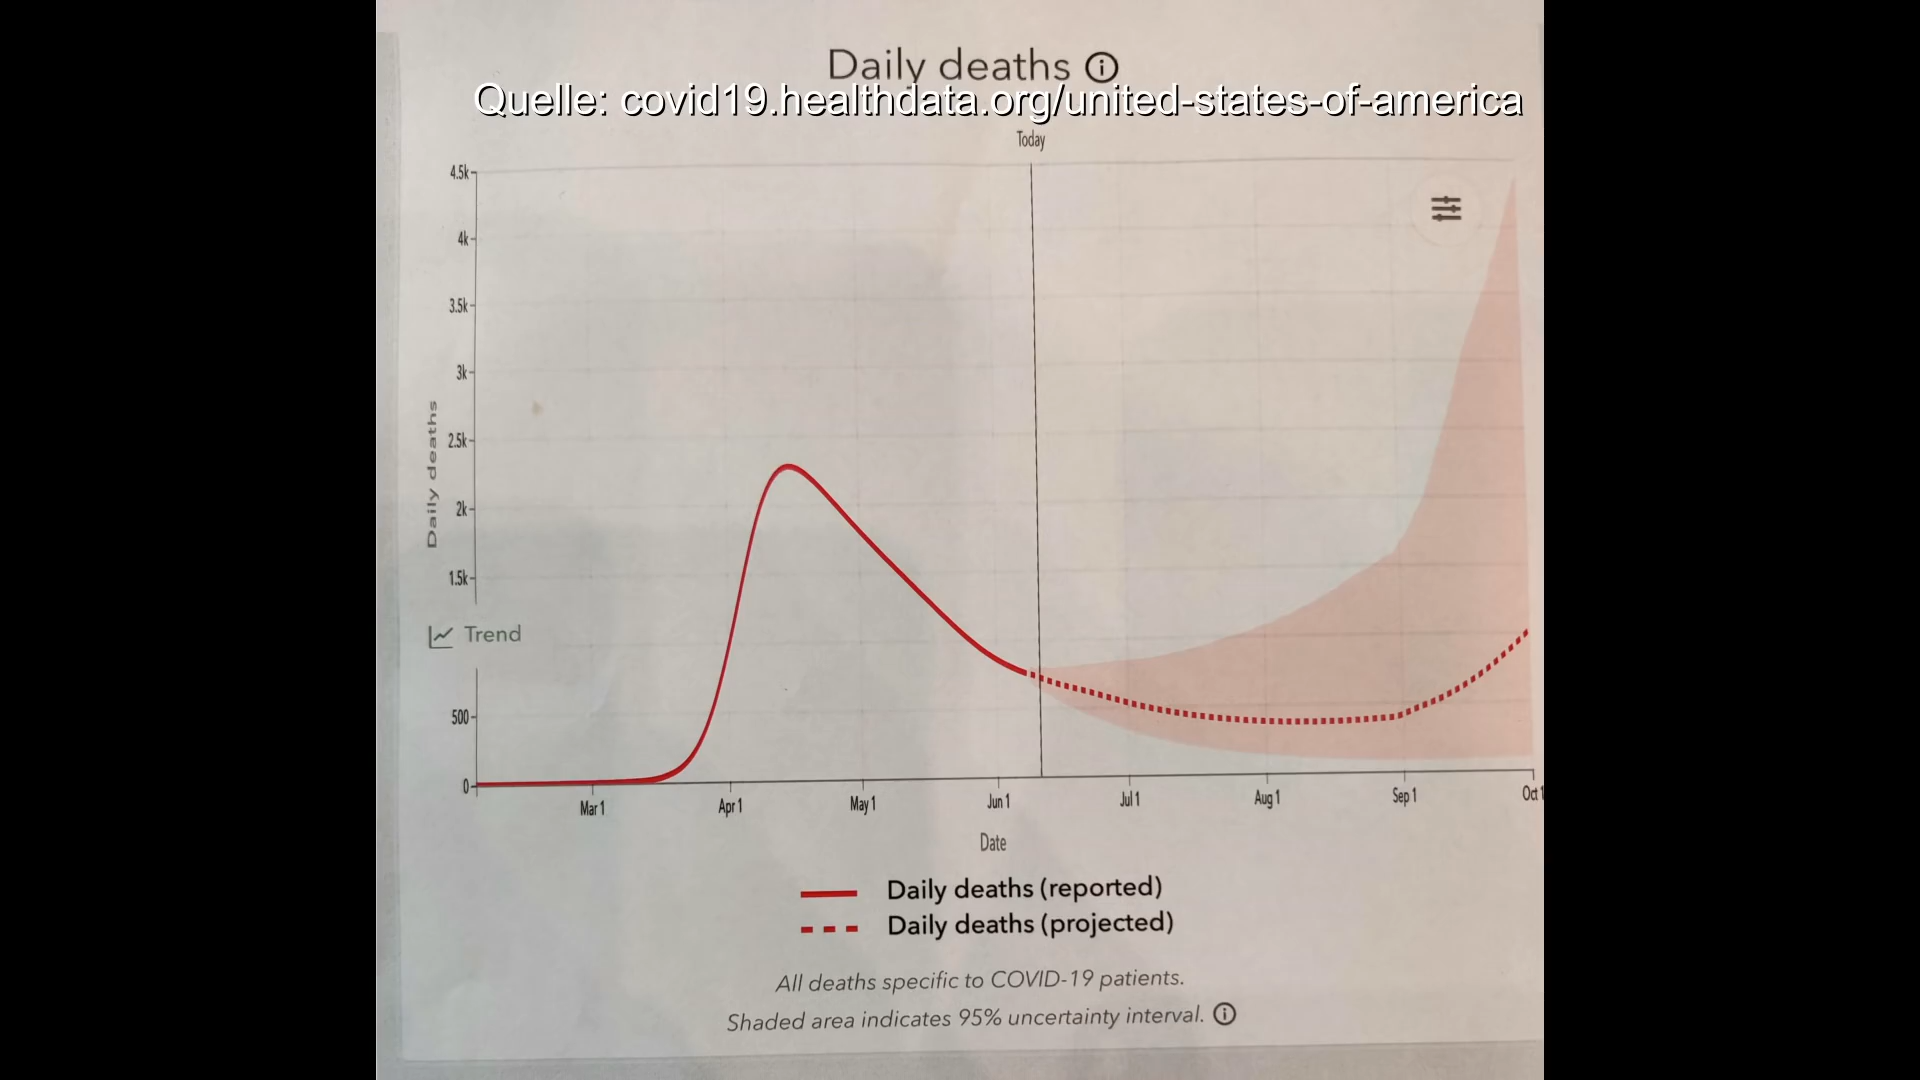 Daily deaths
Quelle: covid19.healthdata.org/united-states-of-america
Today
4.5k
4k
3.5k
3k
2.5k
2k
1.5k
Trend
500
0
Daily deaths
Mar 1
Apr 1
May 1
Jun 1
Jul 1
Aug 1
Sep 1
Oct 1
Date
Daily deaths (reported)
Daily deaths (projected)
All deaths specific to COVID-19 patients.
Shaded area indicates 95% uncertainty interval.